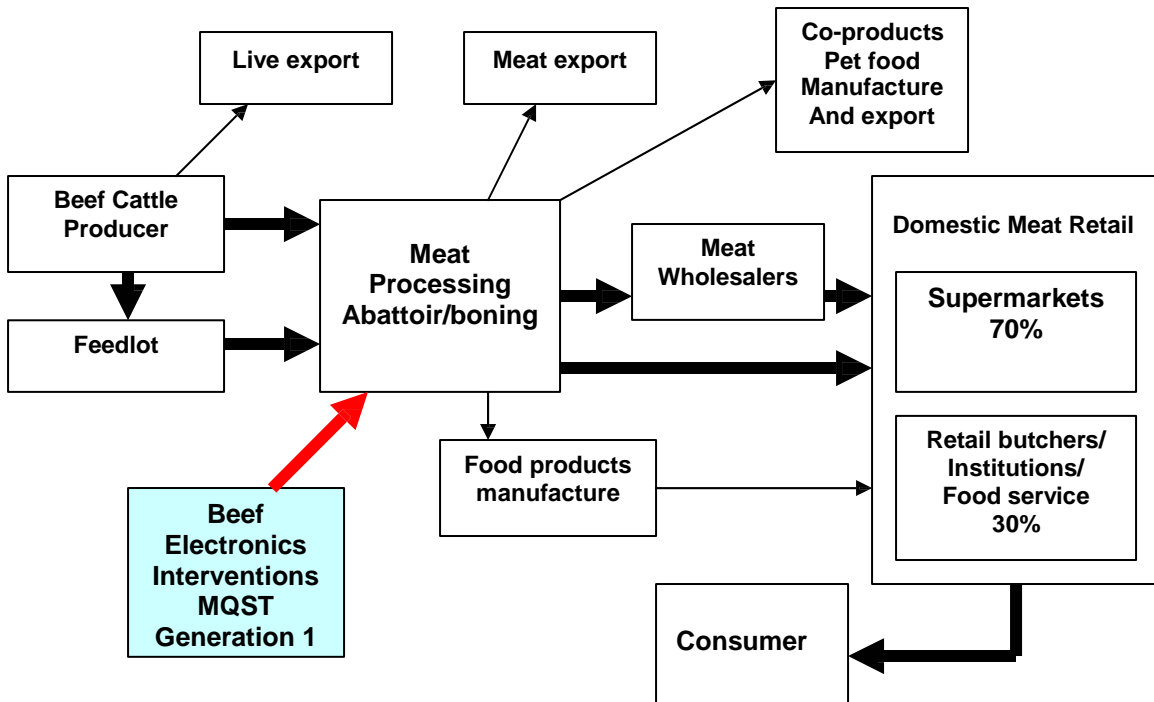 Live export
Meat export
Co-products
Pet food
Manufacture
And export
Beef Cattle
Producer
Feedlot
Meat
Processing
Abattoir/boning
Meat
Wholesalers
Domestic Meat Retail
Supermarkets
70%
Retail butchers/
Institutions/
Food service
30%
Food products
manufacture
Beef
Electronics
Interventions
MQST
Generation 1
Consumer